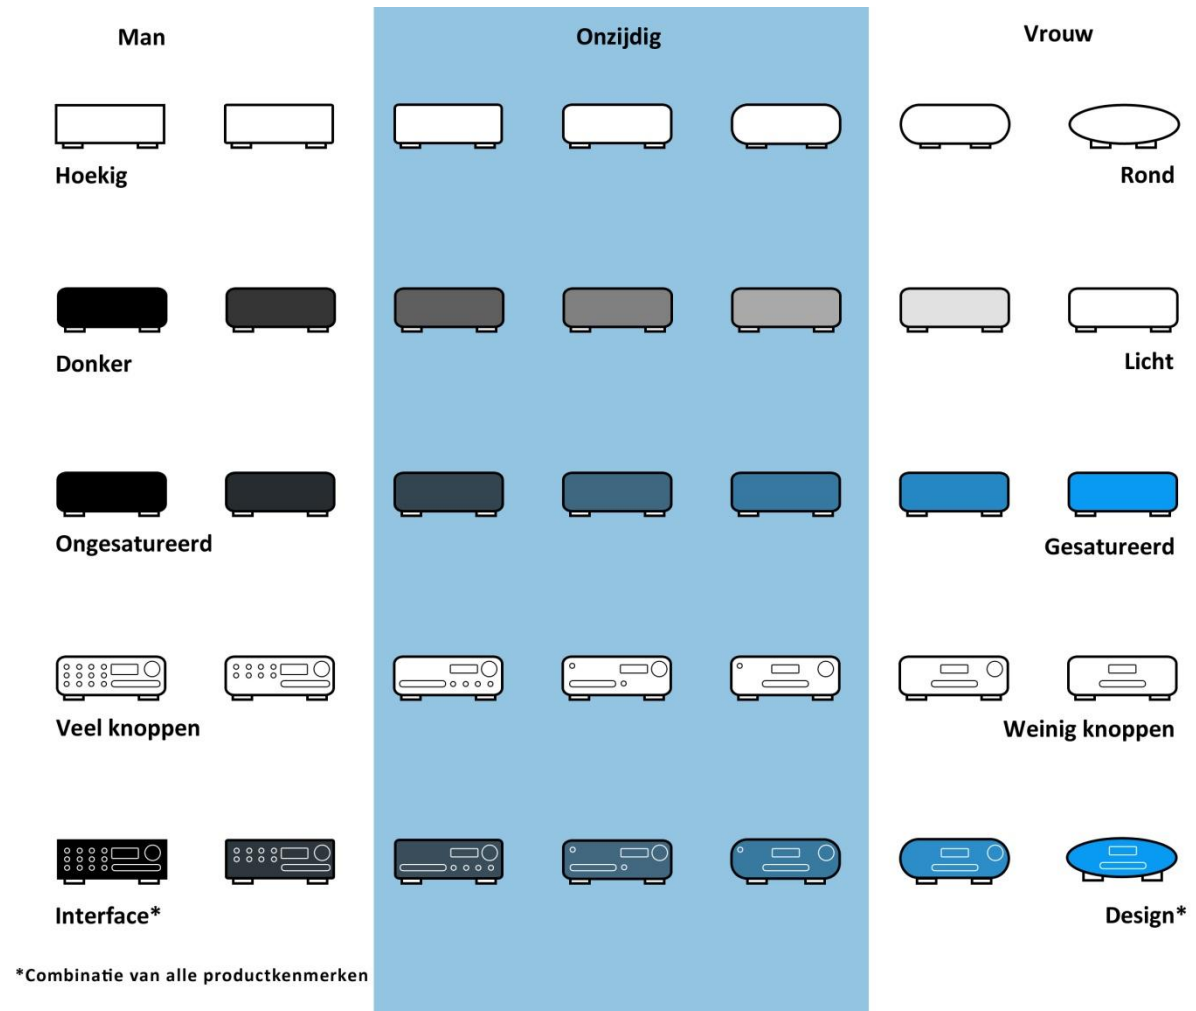 Man
Onzijdig
Vrouw
Hoekig
Rond
Donker
Licht
Ongesatureerd
Gesatureerd
Veel knoppen
Weinig knoppen
Interface*
Design*
*Combinatie van alle productkenmerken